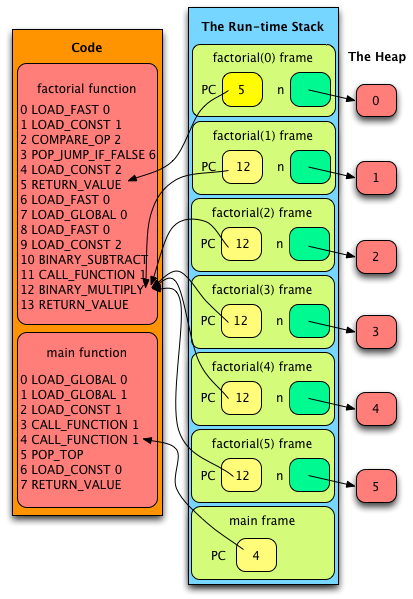 Code
factorial function
0 LOAD_FAST 0
1 LOAD_CONST 1
2 COMPARE_OP 2
3 POP_JUMP_IF_FALSE 6
4 LOAD_CONST 2
5 RETURN_VALUE
6 LOAD_FAST 0
7 LOAD_GLOBAL 0
8 LOAD_FAST 0
9 LOAD_CONST 2
10 BINARY_SUBTRACT
11 CALL_FUNCTION 1
12 BINARY_MULTIPLY
13 RETURN_VALUE
main function
0 LOAD_GLOBAL 0
1 LOAD_GLOBAL 1
2 LOAD_CONST 1
3 CALL_FUNCTION 1
4 CALL_FUNCTION 1
5 POP_TOP
6 LOAD_CONST 0
7 RETURN_VALUE
The Run-time Stack
factorial(0) frame
PC 5 n
factorial(1) frame
PC 12 n
factorial(2) frame
PC 12 n
factorial(3) frame
PC 12 n
factorial(4) frame
PC 12 n
factorial(5) frame
PC 12 n
main frame
PC 4
The Heap
0
1
2
3
4
5